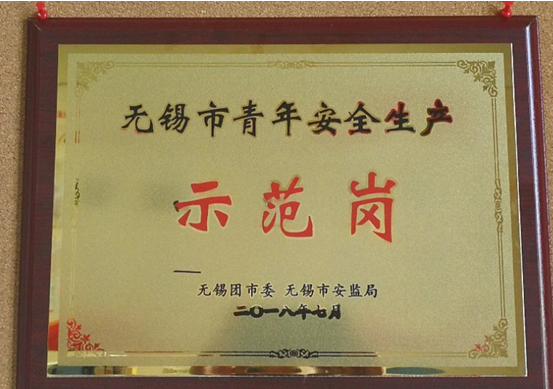 无锡市青年安全生产
示范岗
无锡团市委 无锡市安监局
二〇一八年七月